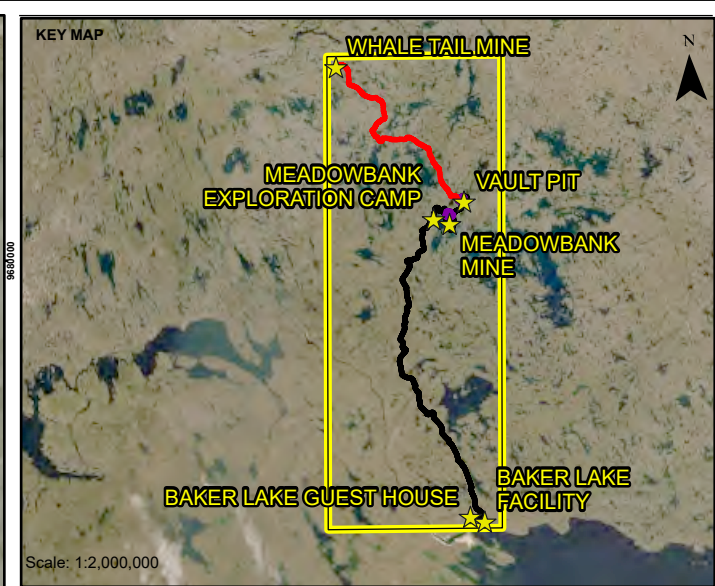 KEY MAP
N
WHALE TAIL MINE
MEADOWBANK
EXPLORATION CAMP
VAULT PIT
MEADOWBANK
MINE
9680000
BAKER LAKE GUEST HOUSE
BAKER LAKE
FACILITY
Scale: 1:2,000,000